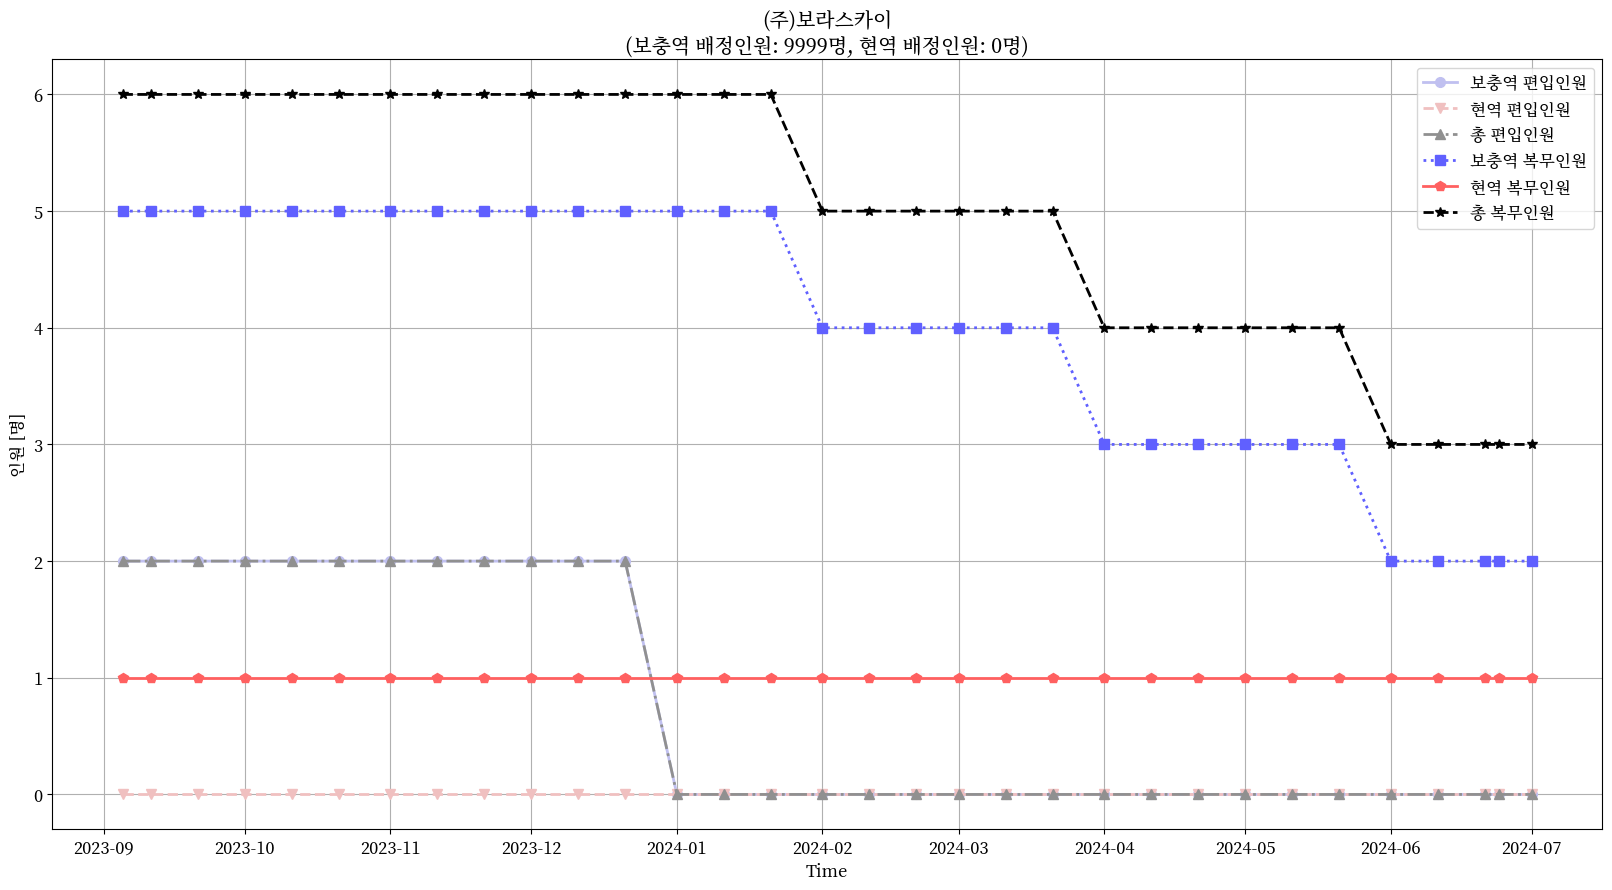 (주)보라스카이
(보충역 배정인원: 9999명, 현역 배정인원: 0명)
보충역 편입인원
현역 편입인원
총 편입인원
보충역 복무인원
현역 복무인원
총 복무인원
인원 [명]
6
5
4
3
2
1
0
2023-09 2023-10 2023-11 2023-12 2024-01 2024-02 2024-03 2024-04 2024-05 2024-06 2024-07
Time